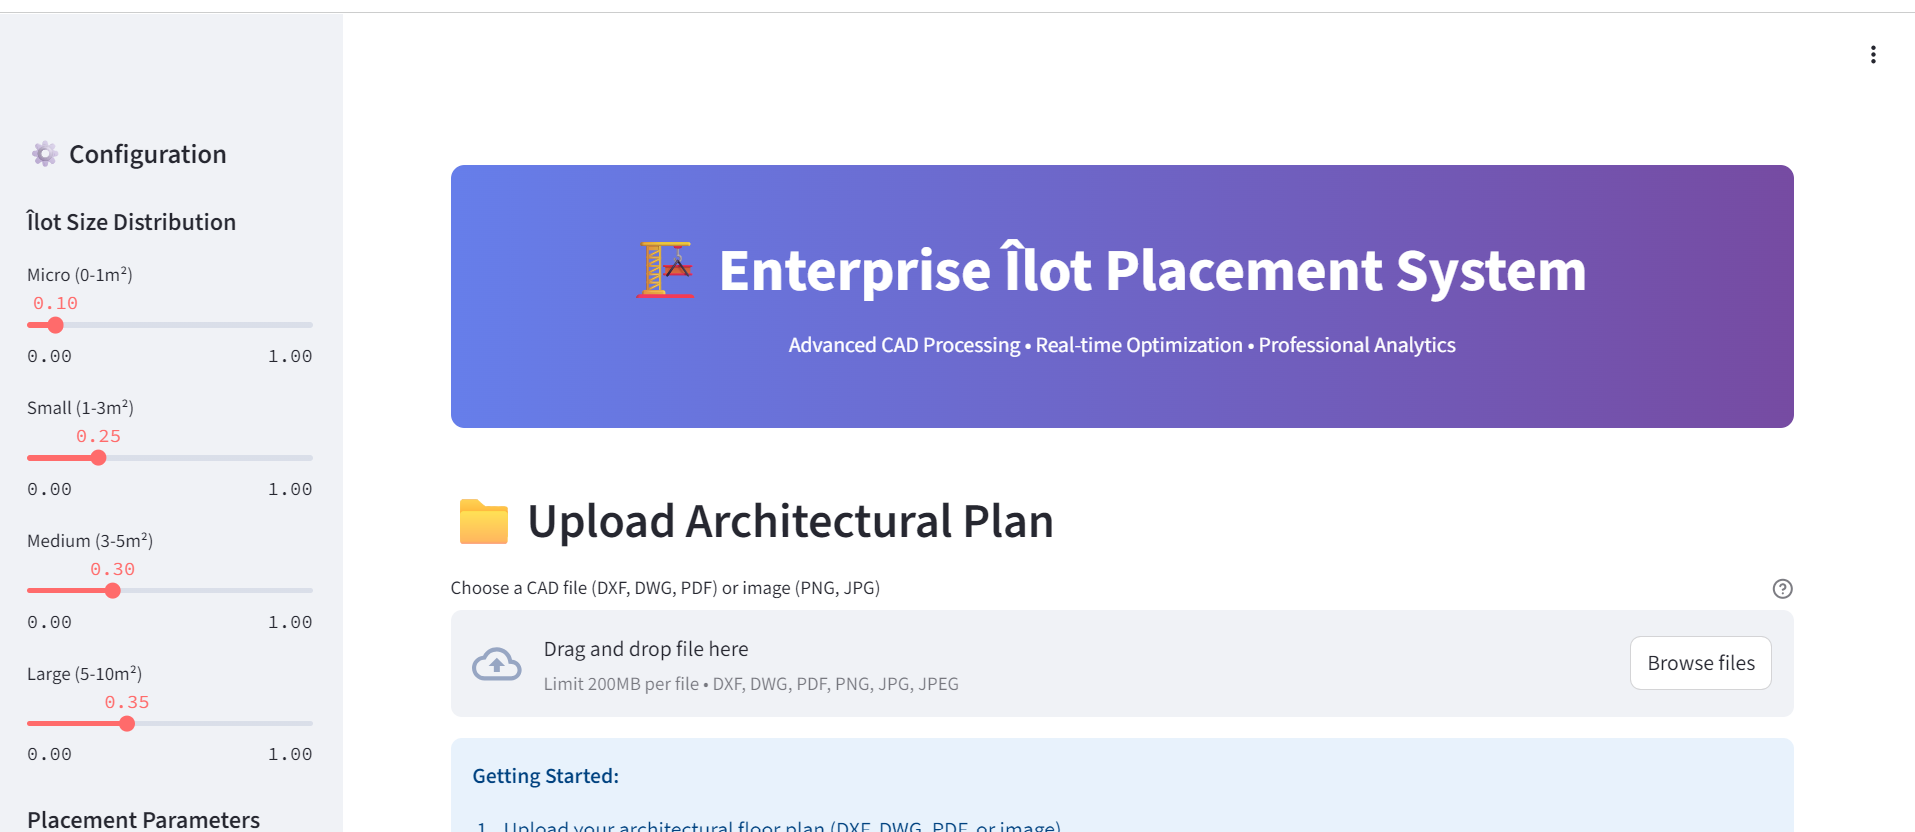 Configuration
Îlot Size Distribution
Micro (0-1m²)
0.10
0.00 1.00
Small (1-3m²)
0.25
0.00 1.00
Medium (3-5m²)
0.30
0.00 1.00
Large (5-10m²)
0.35
0.00 1.00
Placement Parameters
Enterprise Îlot Placement System
Advanced CAD Processing • Real-time Optimization • Professional Analytics
Upload Architectural Plan
Choose a CAD file (DXF, DWG, PDF) or image (PNG, JPG)
Drag and drop file here
Limit 200MB per file • DXF, DWG, PDF, PNG, JPG, JPEG
Browse files
Getting Started:
1. Upload your architectural floor plan (DXF, DWG, PDF, or image)